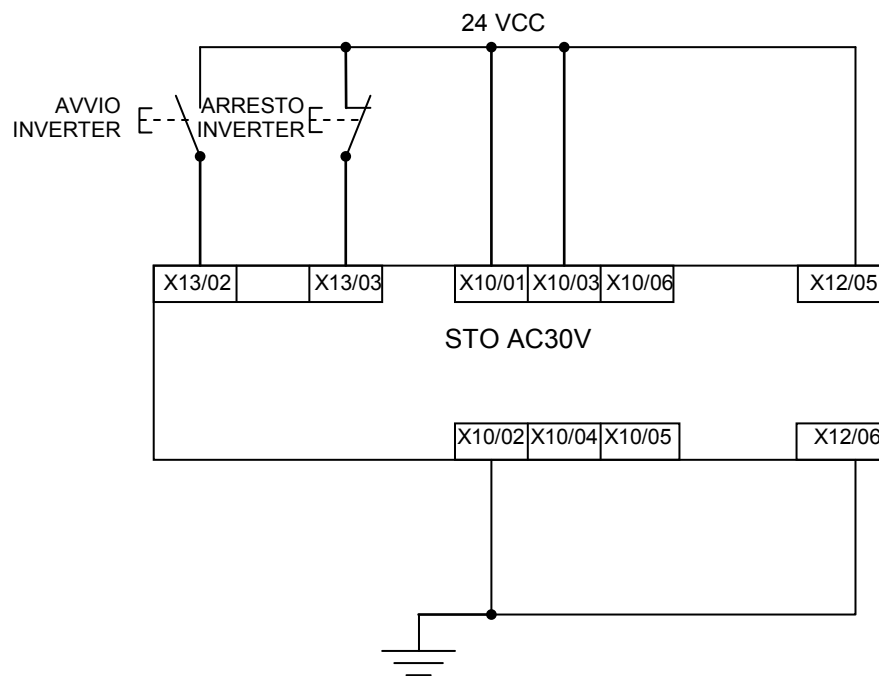 24 VCC
AVVIO
INVERTER
ARRESTO
INVERTER
X13/02
X13/03
X10/01
X10/03
X10/06
X12/05
STO AC30V
X10/02
X10/04
X10/05
X12/06